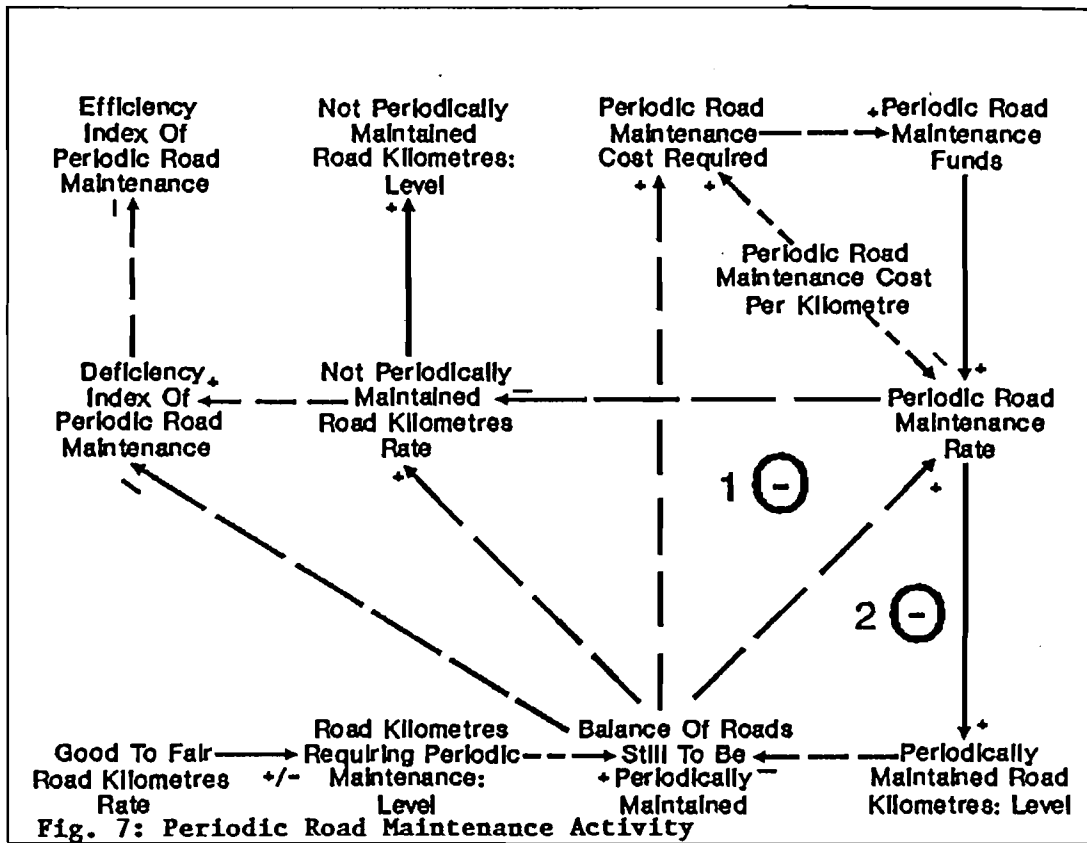 Efficiency
Index Of
Periodic Road
Maintenance
–
Not Periodically
Maintained
Road Kilometres:
Level
+
Periodic Road
Maintenance
Cost Required
+
+
+Periodic Road
Maintenance
Funds
Periodic Road
Maintenance Cost
Per Kilometre
Deficiency
Index Of
Periodic Road
Maintenance
+
–
Not Periodically
Maintained
Road Kilometres
Rate
–
+
–
+
Periodic Road
Maintenance
Rate
+
1 -
2 -
Good To Fair
Road Kilometres
Rate
+/-
Road Kilometres
Requiring Periodic
Maintenance:
Level
Balance Of Roads
Still To Be
+ Periodically –
Maintained
+
Periodically
Maintained Road
Kilometres: Level
Fig. 7: Periodic Road Maintenance Activity